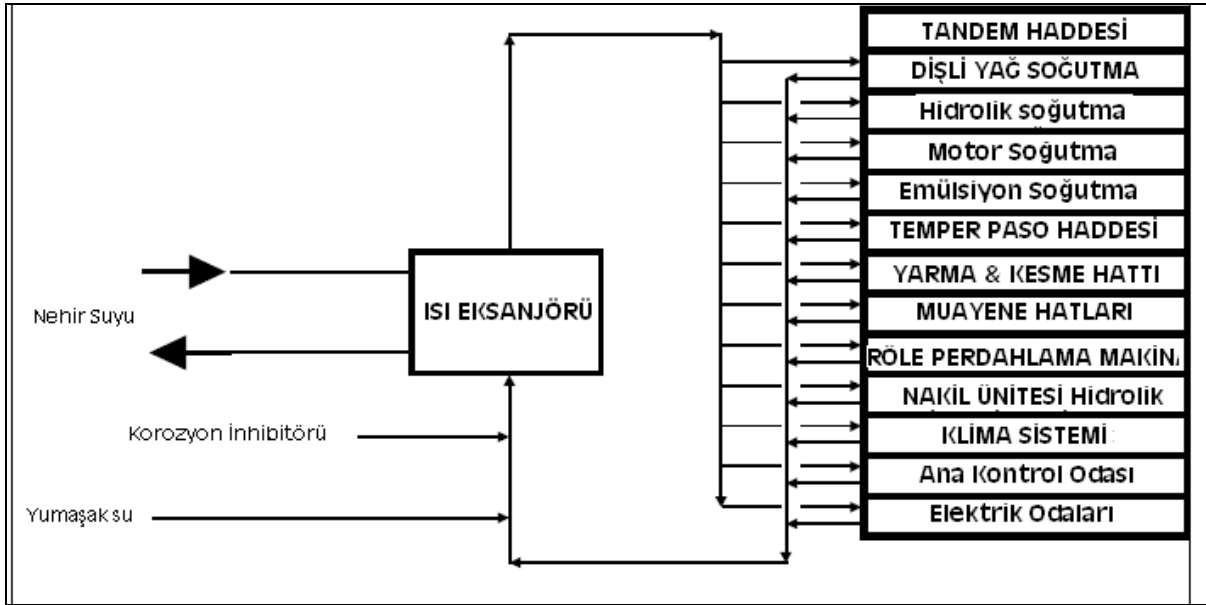 TANDEM HADDESİ
DİŞLİ YAĞ SOĞUTMA
Hidrolik soğutma
Motor Soğutma
Emülsiyon Soğutma
TEMPER PASO HADDESİ
YARMA & KESME HATTI
MUAYENE HATLARI
RÖLE PERDAHLAMA
NAKİL ÜNİTESİ Hidrolik
KLİMA SİSTEMİ
Ana Kontrol Odası
Elektrik Odaları
ISI EKSANJÖRÜ
Nehir Suyu
Korozyon İnhibitörü
Yumaşak su